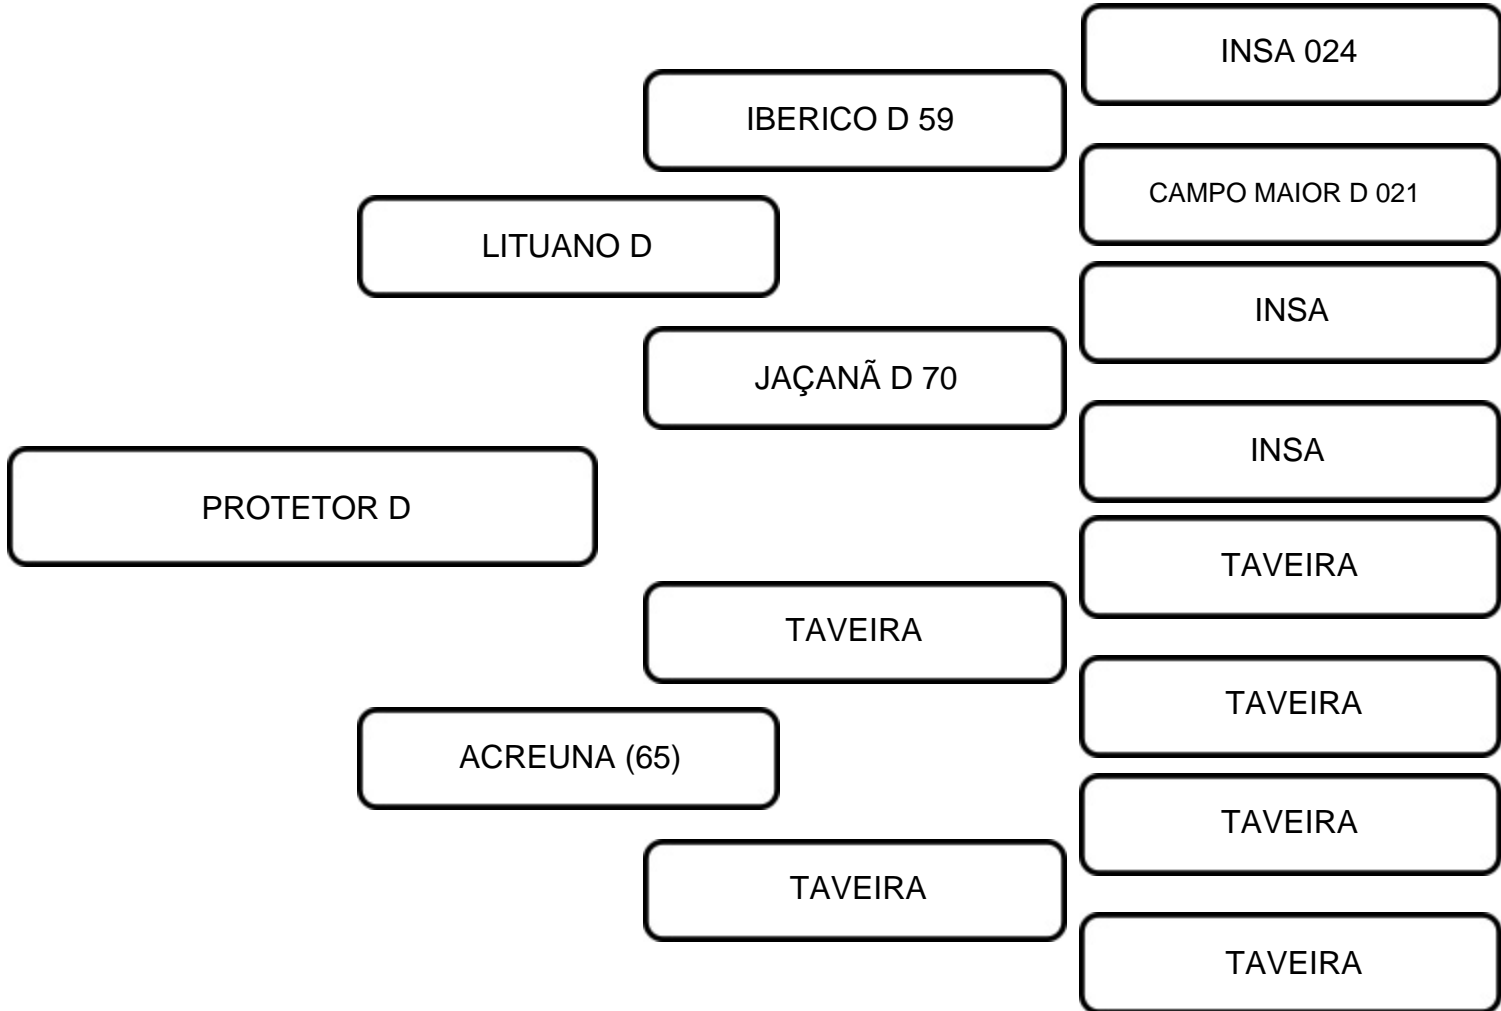 INSA 024
IBERICO D 59
CAMPO MAIOR D 021
LITUANO D
INSA
JAÇANÃ D 70
INSA
PROTETOR D
TAVEIRA
TAVEIRA
TAVEIRA
ACREUNA (65)
TAVEIRA
TAVEIRA
TAVEIRA